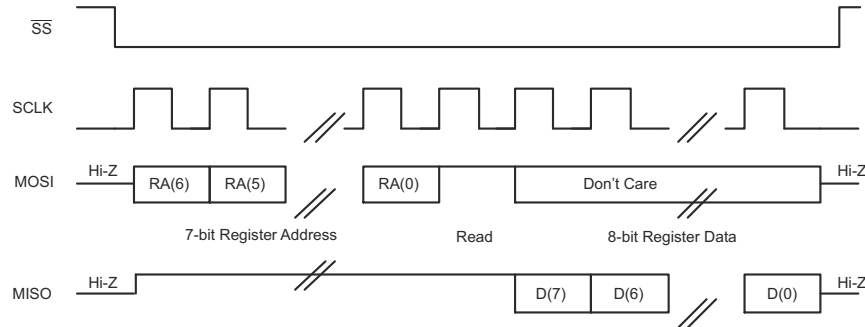 SS
SCLK
Hi-Z
MOSI RA(6) RA(5) RA(0) Don't Care Hi-Z
7-bit Register Address Read 8-bit Register Data
Hi-Z
MISO D(7) D(6) D(0) Hi-Z